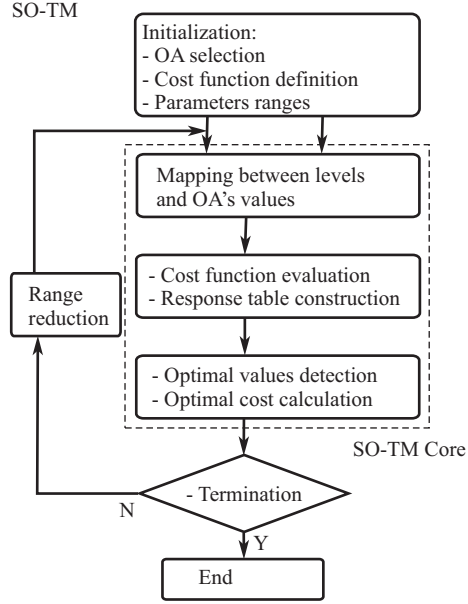 SO-TM
Initialization:
- OA selection
- Cost function definition
- Parameters ranges
Mapping between levels
and OA's values
- Cost function evaluation
- Response table construction
Range
reduction
- Optimal values detection
- Optimal cost calculation
SO-TM Core
- Termination
N
Y
End